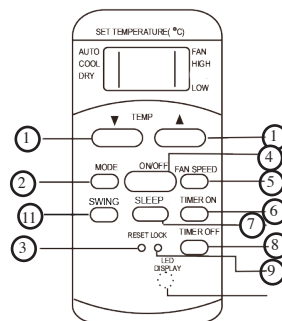 SET TEMPERATURE( °C)
AUTO FAN
COOL HIGH
DRY
LOW
TEMP
▼ ▲
1 1
4
MODE ON/OFF FAN SPEED
2 5
SWING SLEEP TIMER ON
11 6
7
RESET LOCK TIMER OFF
3 8
9
LED
DISPLAY